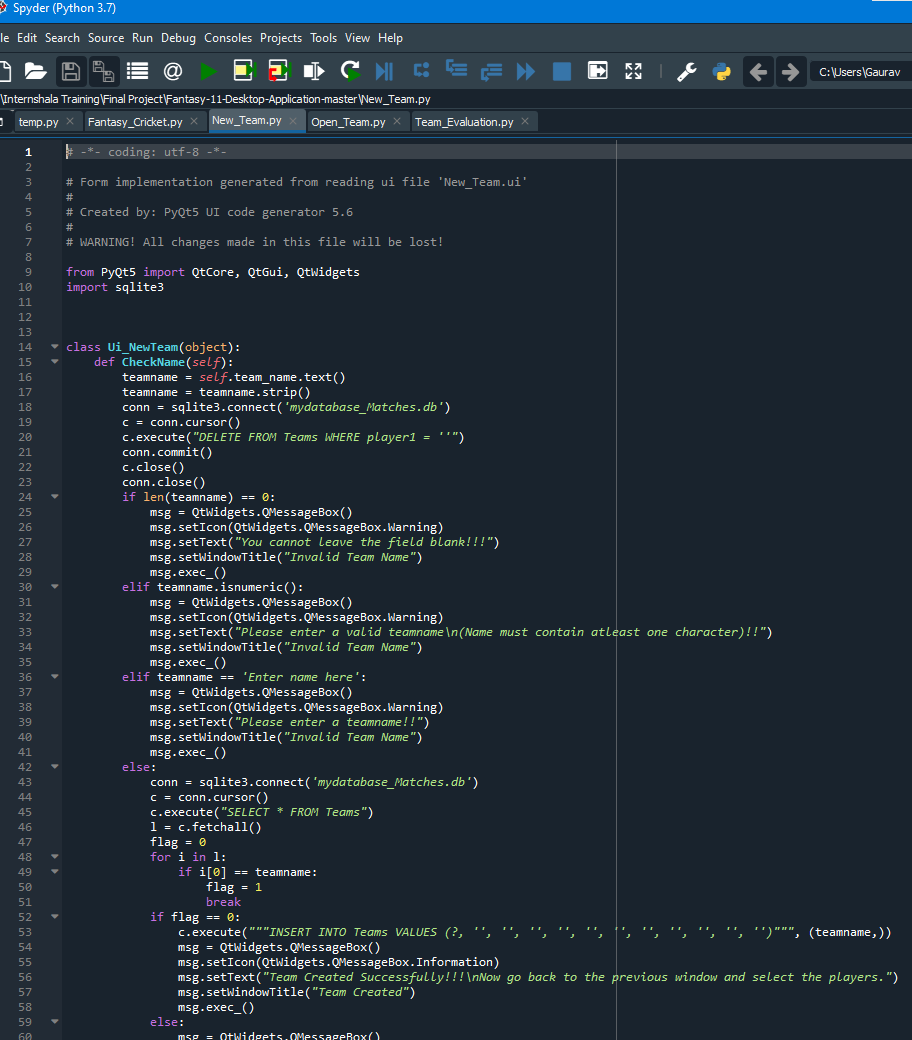 Spyder (Python 3.7)
le Edit Search Source Run Debug Consoles Projects Tools View Help
C:\Users\Gaurav
\Internshala Training\Final Project\Fantasy-11-Desktop-Application-master\New_Team.py
temp.py Fantasy_Cricket.py New_Team.py Open_Team.py Team_Evaluation.py
1 # -*- coding: utf-8 -*-
2
3 # Form implementation generated from reading ui file 'New_Team.ui'
4 #
5 # Created by: PyQt5 UI code generator 5.6
6 #
7 # WARNING! All changes made in this file will be lost!
8
9 from PyQt5 import QtCore, QtGui, QtWidgets
10 import sqlite3
11
12
13
14 class Ui_NewTeam(object):
15 def CheckName(self):
16 teamname = self.team_name.text()
17 teamname = teamname.strip()
18 conn = sqlite3.connect('mydatabase_Matches.db')
19 c = conn.cursor()
20 c.execute("DELETE FROM Teams WHERE player1 = ''")
21 conn.commit()
22 c.close()
23 conn.close()
24 if len(teamname) == 0:
25 msg = QtWidgets.QMessageBox()
26 msg.setIcon(QtWidgets.QMessageBox.Warning)
27 msg.setText("You cannot leave the field blank!!!")
28 msg.setWindowTitle("Invalid Team Name")
29 msg.exec_()
30 elif teamname.isnumeric():
31 msg = QtWidgets.QMessageBox()
32 msg.setIcon(QtWidgets.QMessageBox.Warning)
33 msg.setText("Please enter a valid teamname\n(Name must contain atleast one character)!!")
34 msg.setWindowTitle("Invalid Team Name")
35 msg.exec_()
36 elif teamname == 'Enter name here':
37 msg = QtWidgets.QMessageBox()
38 msg.setIcon(QtWidgets.QMessageBox.Warning)
39 msg.setText("Please enter a teamname!!")
40 msg.setWindowTitle("Invalid Team Name")
41 msg.exec_()
42 else:
43 conn = sqlite3.connect('mydatabase_Matches.db')
44 c = conn.cursor()
45 c.execute("SELECT * FROM Teams")
46 l = c.fetchall()
47 flag = 0
48 for i in l:
49 if i[0] == teamname:
50 flag = 1
51 break
52 if flag == 0:
53 c.execute("""INSERT INTO Teams VALUES (?, '', '', '', '', '', '', '', '', '', '', '')""", (teamname,))
54 msg = QtWidgets.QMessageBox()
55 msg.setIcon(QtWidgets.QMessageBox.Information)
56 msg.setText("Team Created Successfully!!!\nNow go back to the previous window and select the players.")
57 msg.setWindowTitle("Team Created")
58 msg.exec_()
59 else:
60 msg = QtWidgets.QMessageBox()